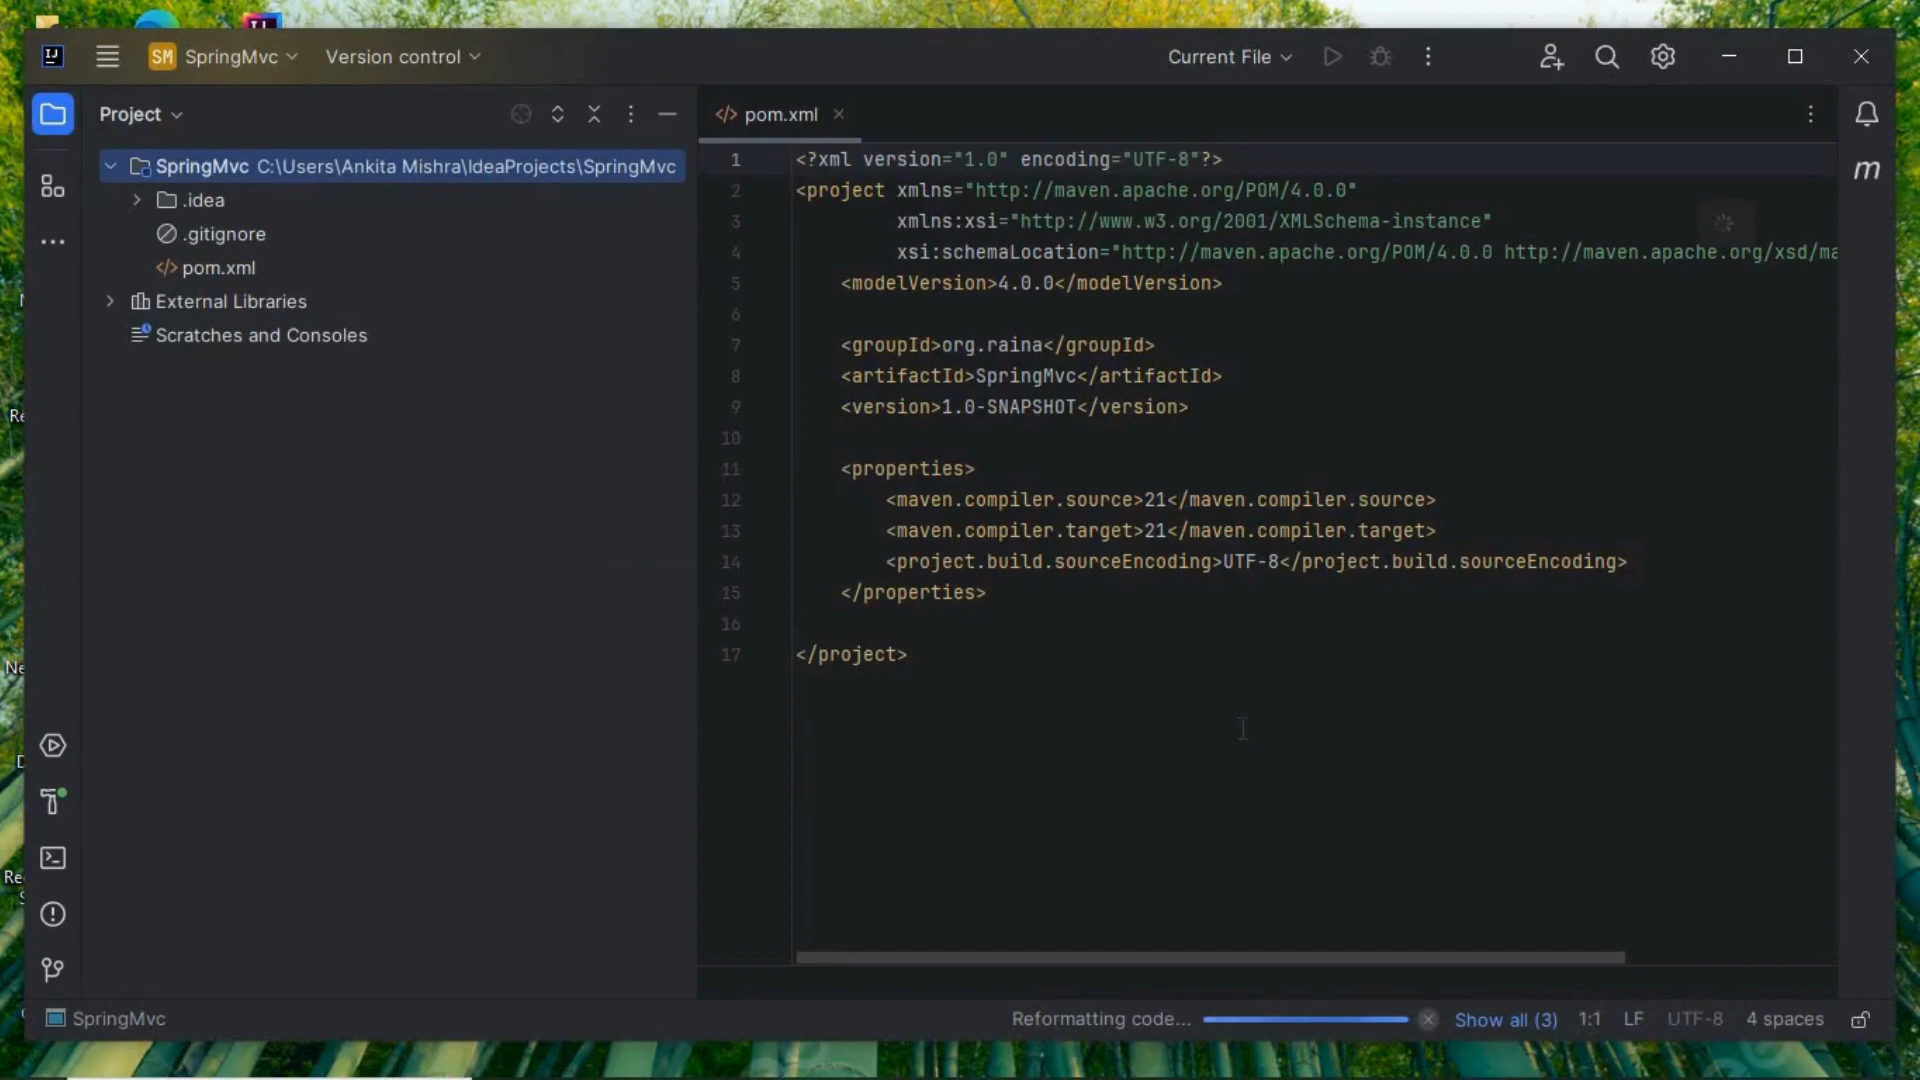 SM SpringMvc Version control
Current File
Project
pom.xml
SpringMvc C:\Users\Ankita Mishra\IdeaProjects\SpringMvc
.idea
.gitignore
pom.xml
External Libraries
Scratches and Consoles
1 <?xml version="1.0" encoding="UTF-8"?>
2 <project xmlns="http://maven.apache.org/POM/4.0.0"
3 xmlns:xsi="http://www.w3.org/2001/XMLSchema-instance"
4 xsi:schemaLocation="http://maven.apache.org/POM/4.0.0 http://maven.apache.org/xsd/ma
5 <modelVersion>4.0.0</modelVersion>
6
7 <groupId>org.raina</groupId>
8 <artifactId>SpringMvc</artifactId>
9 <version>1.0-SNAPSHOT</version>
10
11 <properties>
12 <maven.compiler.source>21</maven.compiler.source>
13 <maven.compiler.target>21</maven.compiler.target>
14 <project.build.sourceEncoding>UTF-8</project.build.sourceEncoding>
15 </properties>
16
17 </project>
SpringMvc
Reformatting code... Show all (3) 1:1 LF UTF-8 4 spaces